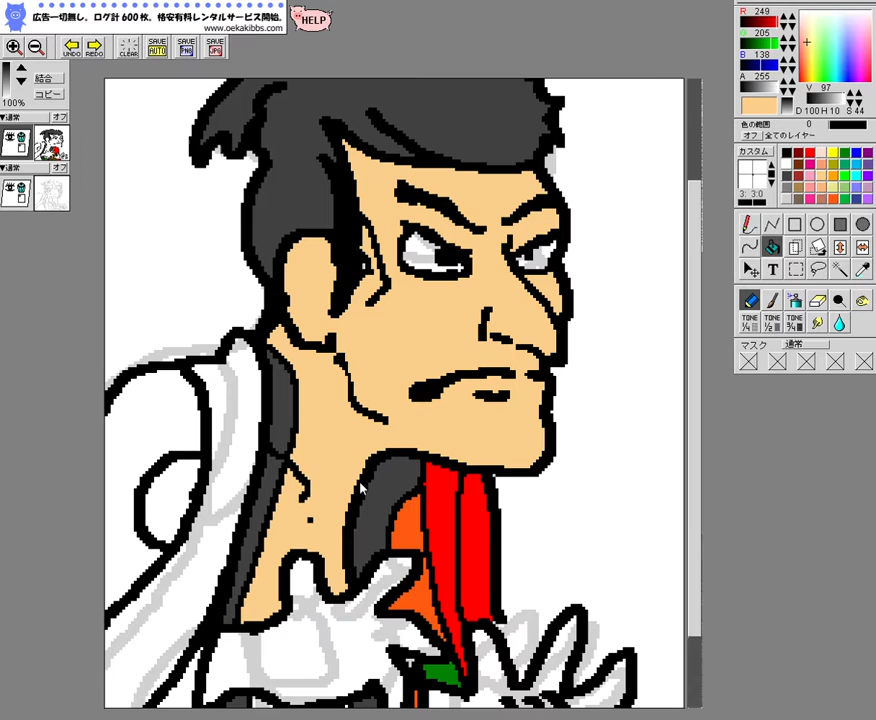 広告一切無し。ログ計600枚。格安有料レンタルサービス開始。
www.oekakibbs.com
HELP
UNDO
REDO
CLEAR
SAVE
AUTO
SAVE
PNG
SAVE
JPG
結合
コピー
100%
▼通常 オフ
▼通常 オフ
R 249
G 205
B 138
A 255
V 97
D 100 H 10 S 44
色の範囲 0
オフ 全てのレイヤー
カスタム
3: 3:0
T
TONE 1/4
TONE 1/2
TONE 3/4
マスク 通常